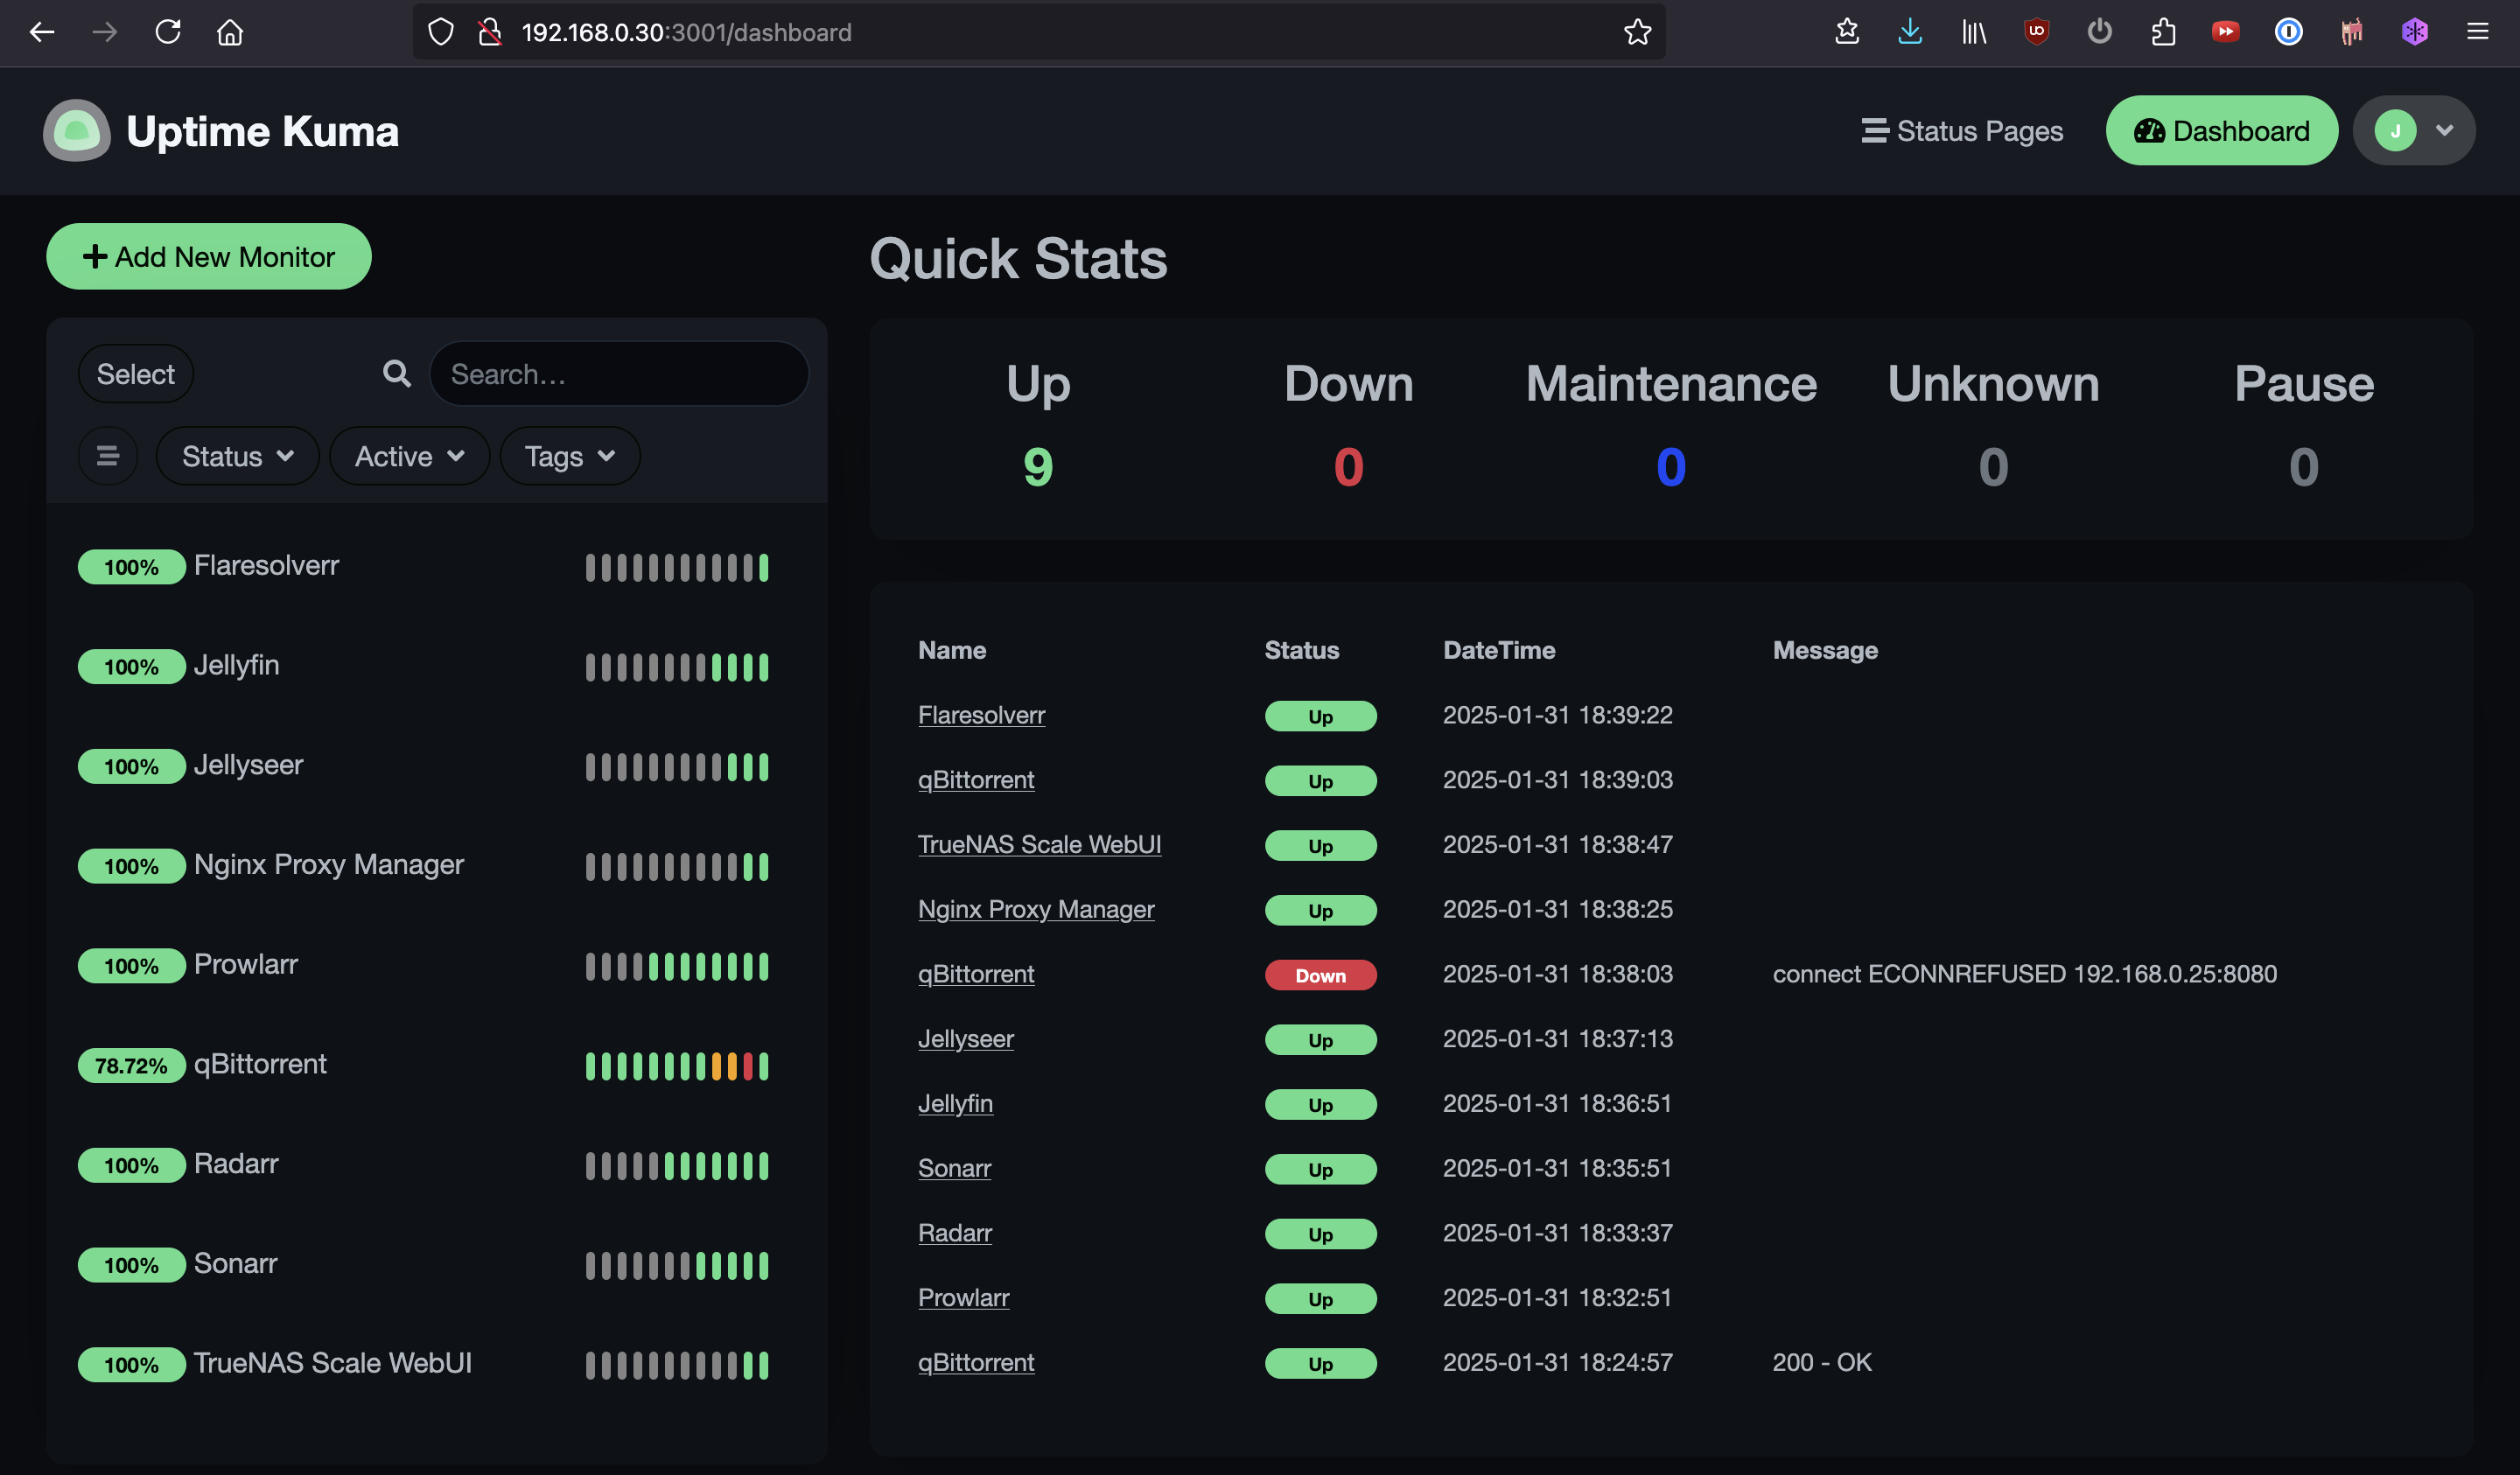 192.168.0.30:3001/dashboard
Uptime Kuma
Status Pages
Dashboard
J
Add New Monitor
Select
Search…
Status
Active
Tags
100% Flaresolverr
100% Jellyfin
100% Jellyseer
100% Nginx Proxy Manager
100% Prowlarr
78.72% qBittorrent
100% Radarr
100% Sonarr
100% TrueNAS Scale WebUI
Quick Stats
Up Down Maintenance Unknown Pause
9 0 0 0 0
Name Status DateTime Message
Flaresolverr Up 2025-01-31 18:39:22
qBittorrent Up 2025-01-31 18:39:03
TrueNAS Scale WebUI Up 2025-01-31 18:38:47
Nginx Proxy Manager Up 2025-01-31 18:38:25
qBittorrent Down 2025-01-31 18:38:03 connect ECONNREFUSED 192.168.0.25:8080
Jellyseer Up 2025-01-31 18:37:13
Jellyfin Up 2025-01-31 18:36:51
Sonarr Up 2025-01-31 18:35:51
Radarr Up 2025-01-31 18:33:37
Prowlarr Up 2025-01-31 18:32:51
qBittorrent Up 2025-01-31 18:24:57 200 - OK